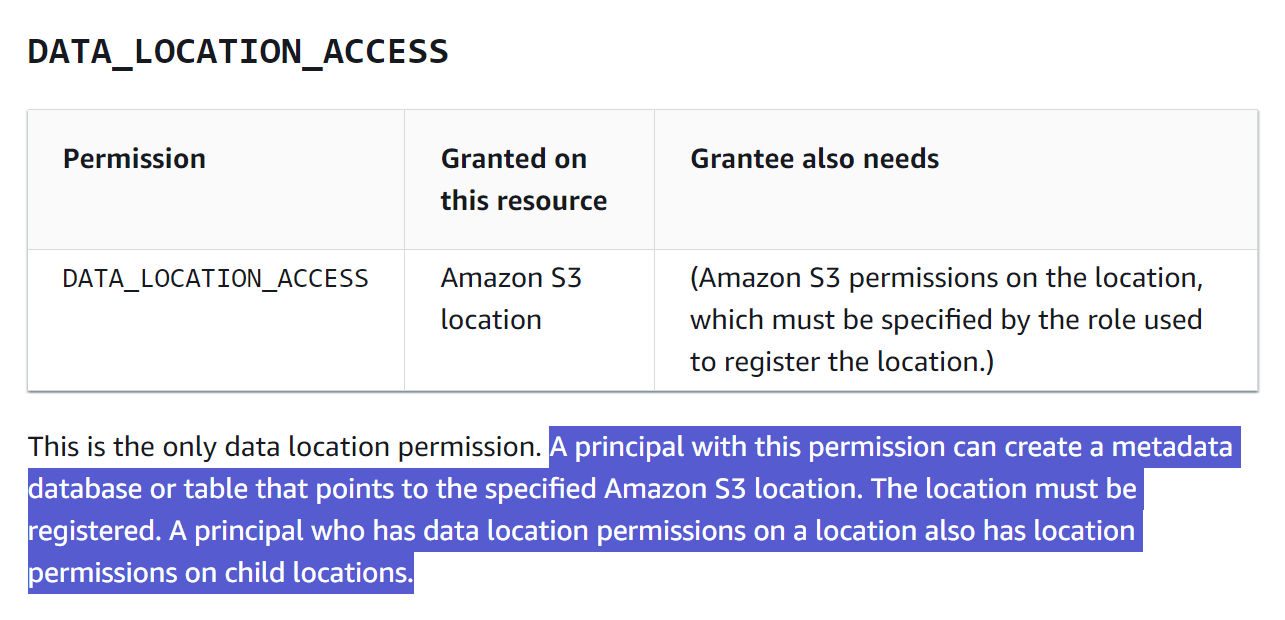 DATA_LOCATION_ACCESS
Permission
Granted on
this resource
Grantee also needs
DATA_LOCATION_ACCESS
Amazon S3
location
(Amazon S3 permissions on the location,
which must be specified by the role used
to register the location.)
This is the only data location permission. A principal with this permission can create a metadata
database or table that points to the specified Amazon S3 location. The location must be
registered. A principal who has data location permissions on a location also has location
permissions on child locations.